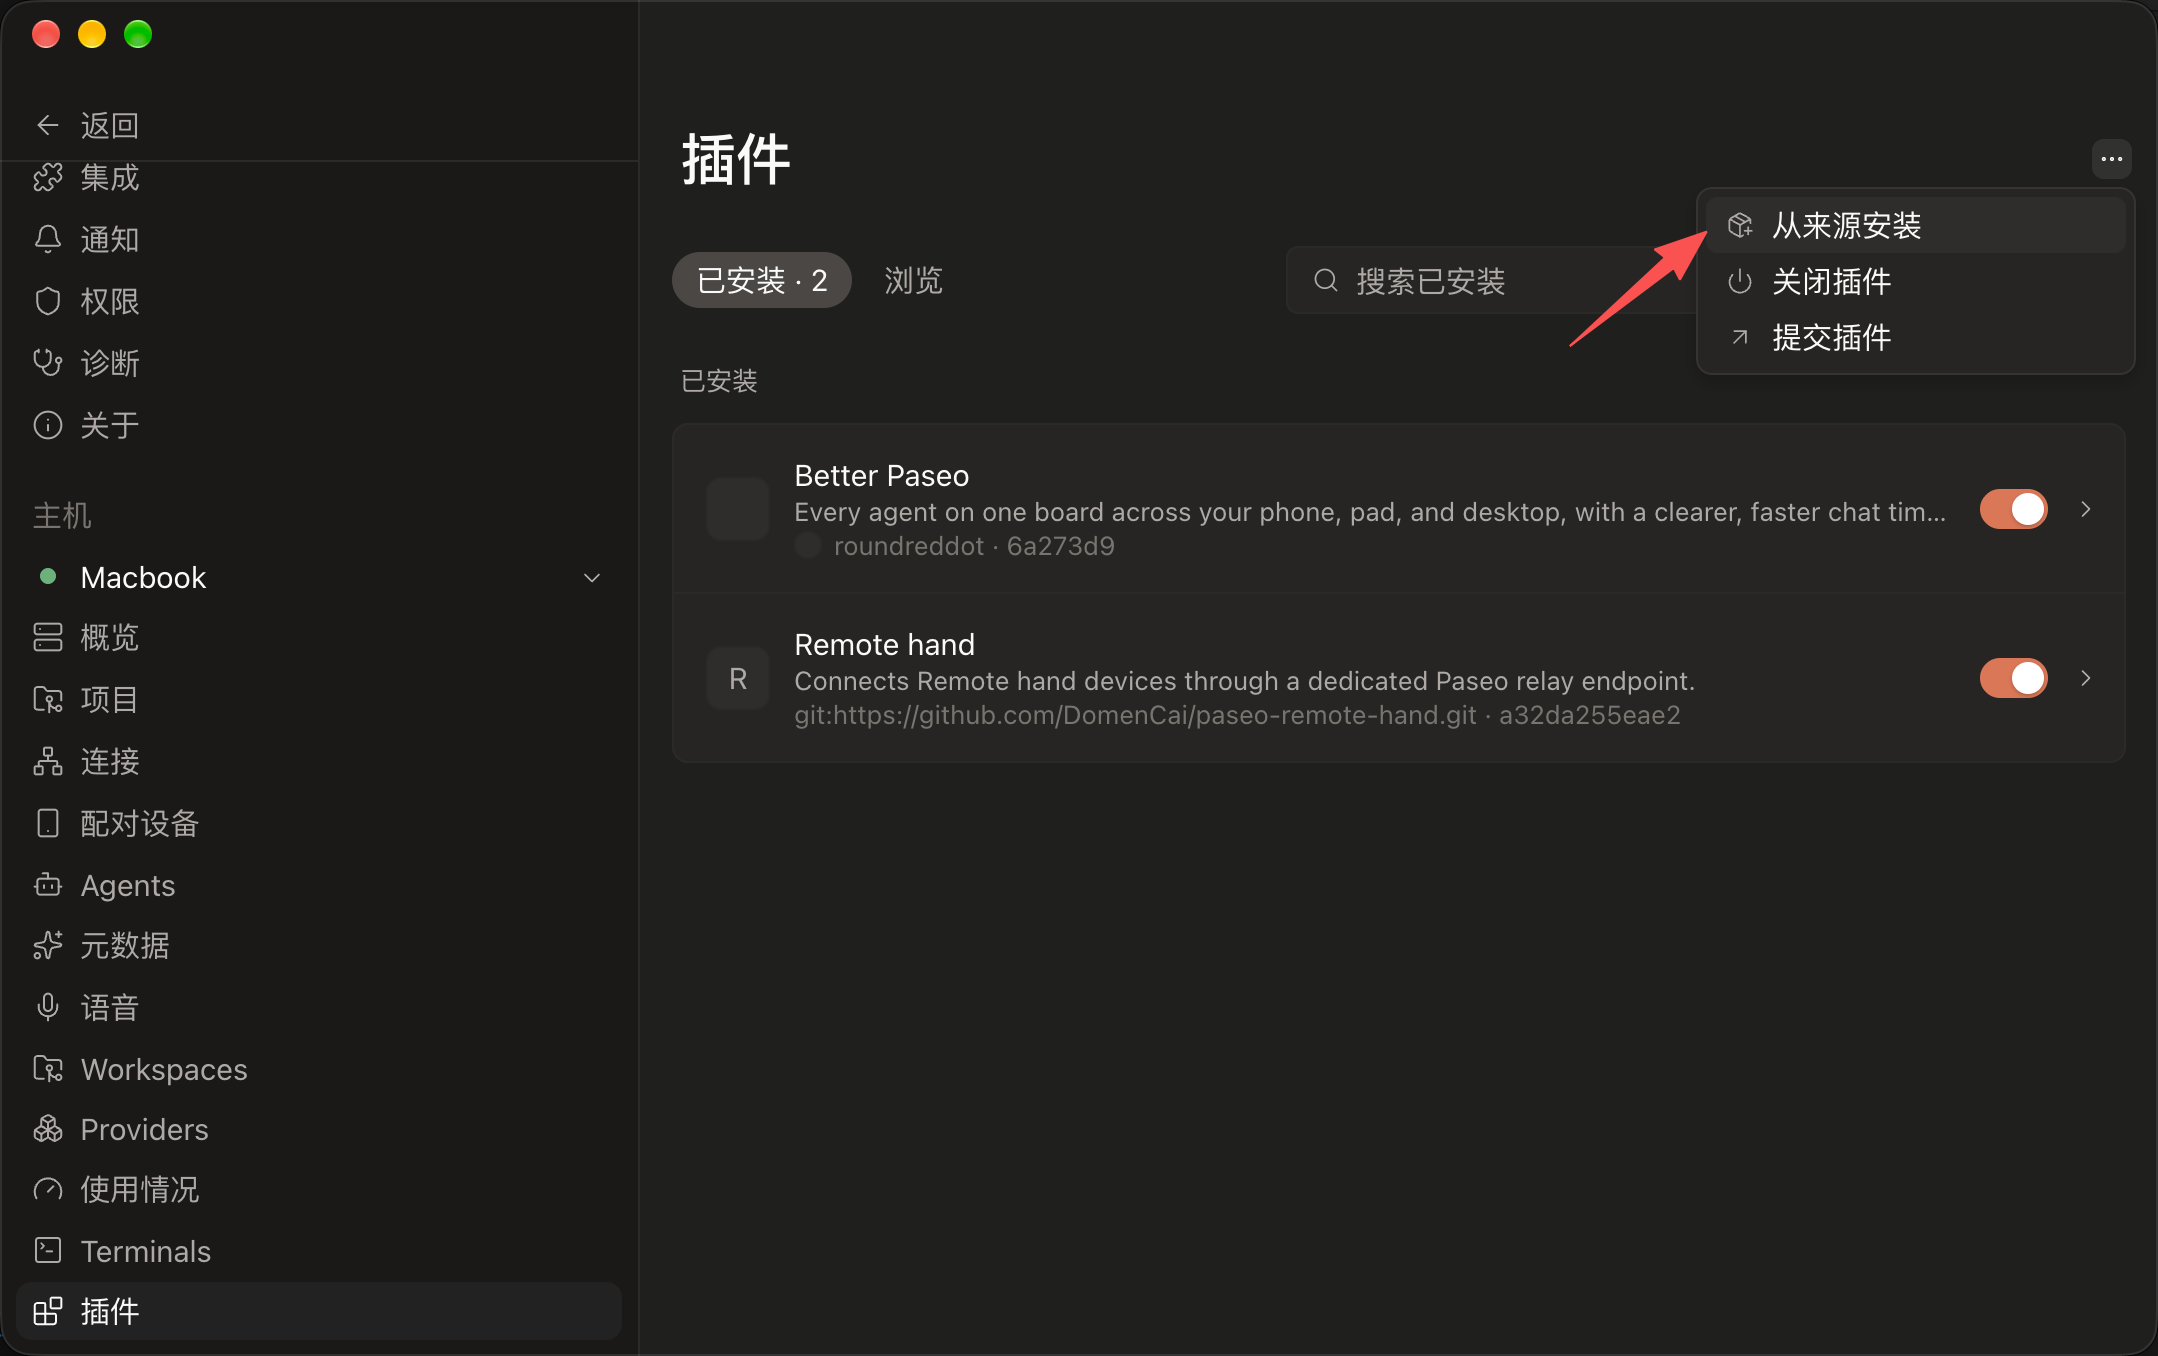 返回
集成
通知
权限
诊断
关于
主机
Macbook
概览
项目
连接
配对设备
Agents
元数据
语音
Workspaces
Providers
使用情况
Terminals
插件
插件
已安装 · 2
浏览
搜索已安装
从来源安装
关闭插件
提交插件
已安装
Better Paseo
Every agent on one board across your phone, pad, and desktop, with a clearer, faster chat tim...
roundreddot · 6a273d9
R
Remote hand
Connects Remote hand devices through a dedicated Paseo relay endpoint.
git:https://github.com/DomenCai/paseo-remote-hand.git · a32da255eae2